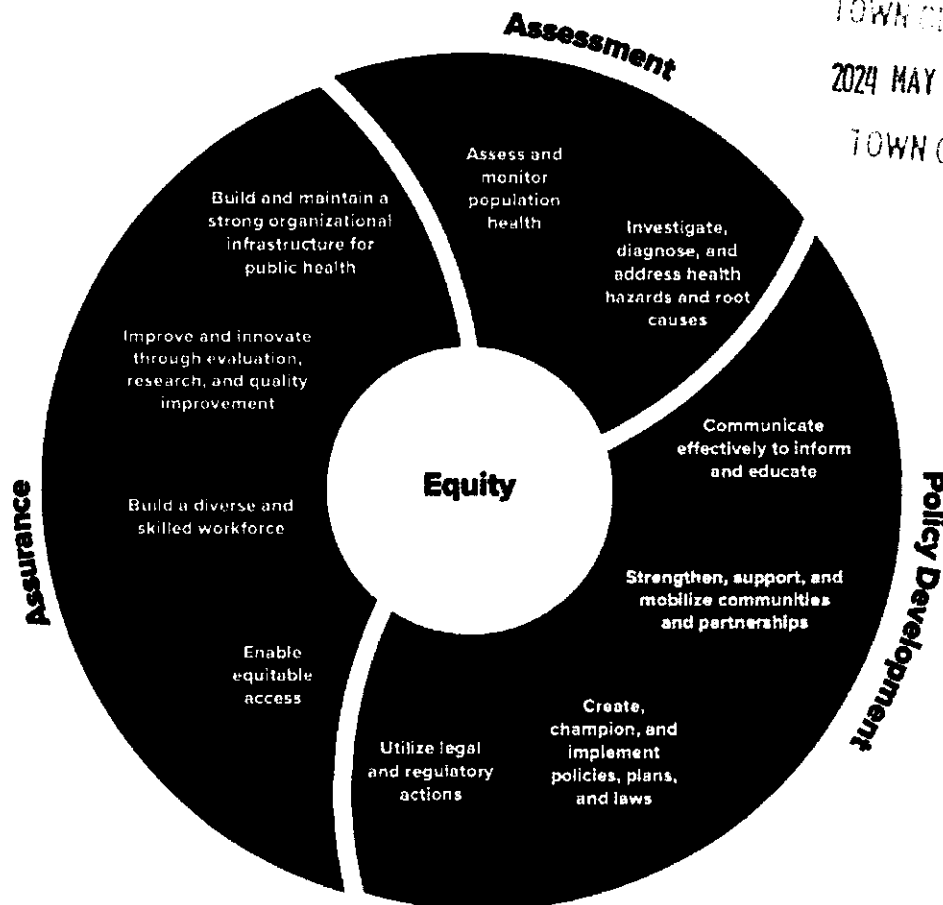 Assessment
TOWN
2024 MAY
TOWN
Assess and
monitor
population
health
Investigate,
diagnose, and
address health
hazards and root
causes
Policy Development
Communicate
effectively to inform
and educate
Strengthen, support, and
mobilize communities
and partnerships
Create,
champion, and
implement
policies, plans,
and laws
Utilize legal
and regulatory
actions
Assurance
Enable
equitable
access
Build a diverse and
skilled workforce
Improve and innovate
through evaluation,
research, and quality
improvement
Build and maintain a
strong organizational
infrastructure for
public health
Equity